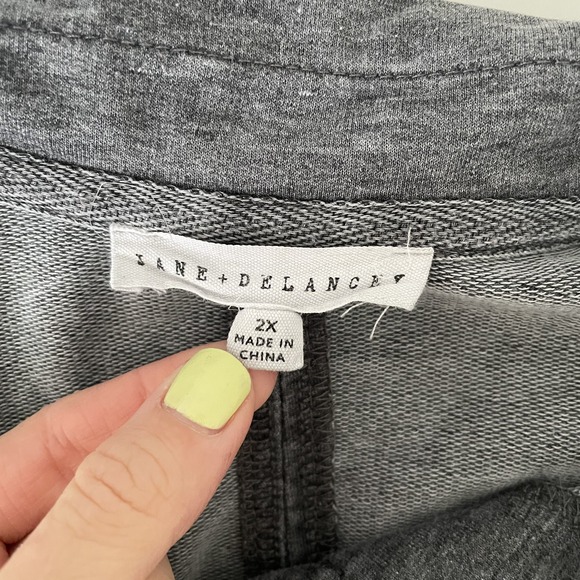 JANE + DELANCEY
2X
MADE IN
CHINA